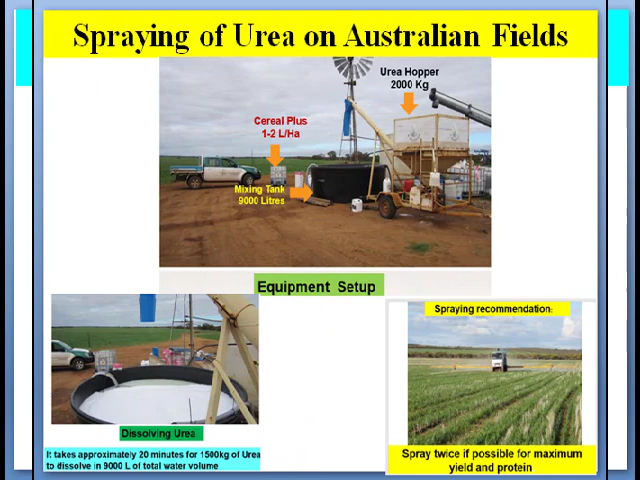 Spraying of Urea on Australian Fields
Urea Hopper
2000 Kg
Cereal Plus
1-2 L/Ha
Mixing Tank
9000 Litres
Equipment Setup
Spraying recommendation:
Dissolving Urea
It takes approximately 20 minutes for 1500kg of Urea
to dissolve in 9000 L of total water volume
Spray twice if possible for maximum
yield and protein